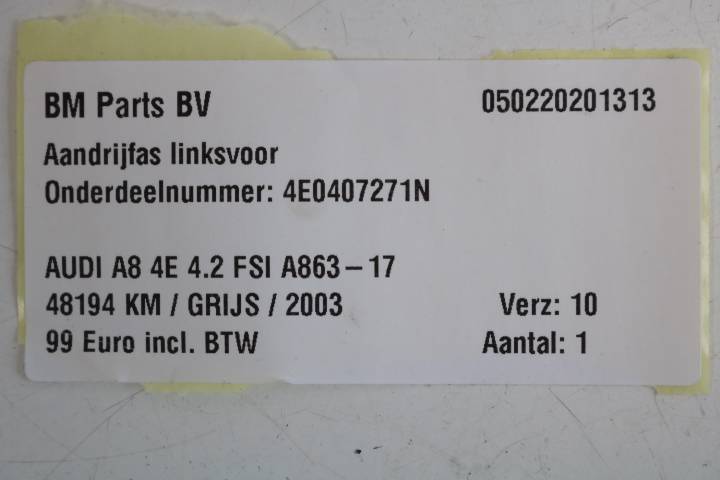 BM Parts BV 050220201313
Aandrijfas linksvoor
Onderdeelnummer: 4E0407271N
AUDI A8 4E 4.2 FSI A863-17
48194 KM / GRIJS / 2003 Verz: 10
99 Euro incl. BTW Aantal: 1